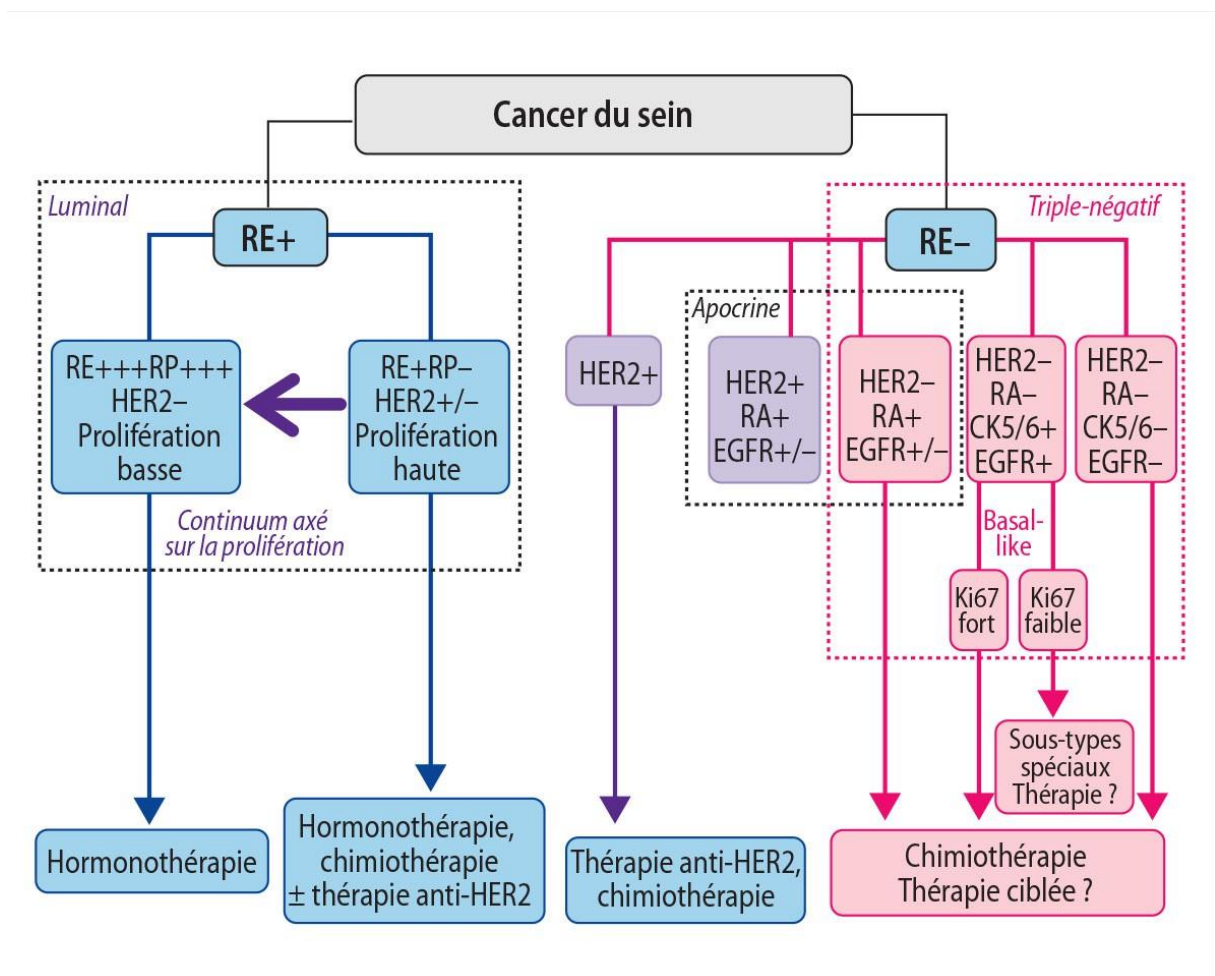 Cancer du sein
Luminal
RE+
RE+++RP+++
HER2–
Prolifération
basse
RE+RP–
HER2+/–
Prolifération
haute
Continuum axé
sur la prolifération
Triple-négatif
RE–
HER2+
Apocrine
HER2+
RA+
EGFR+/–
HER2–
RA+
EGFR+/–
HER2–
RA–
CK5/6+
EGFR+
HER2–
RA–
CK5/6–
EGFR–
Basal-
like
Ki67
fort
Ki67
faible
Sous-types
spéciaux
Thérapie ?
Hormonothérapie
Hormonothérapie,
chimiothérapie
± thérapie anti-HER2
Thérapie anti-HER2,
chimiothérapie
Chimiothérapie
Thérapie ciblée ?